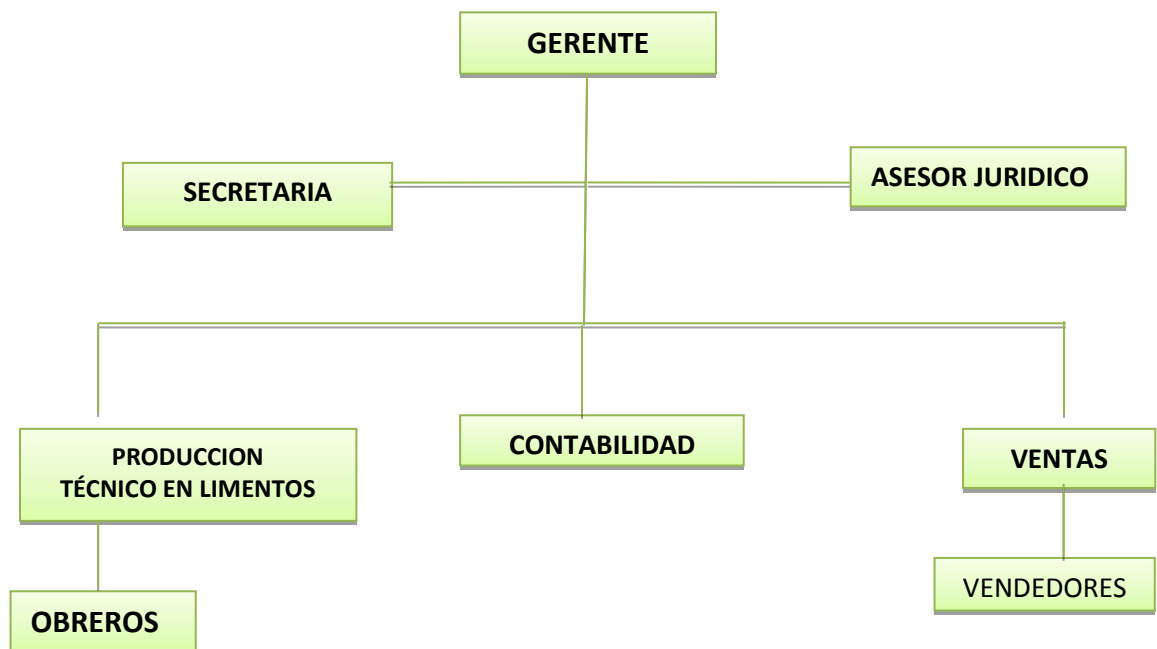 GERENTE
SECRETARIA
ASESOR JURIDICO
PRODUCCION
TÉCNICO EN LIMENTOS
CONTABILIDAD
VENTAS
OBREROS
VENDEDORES